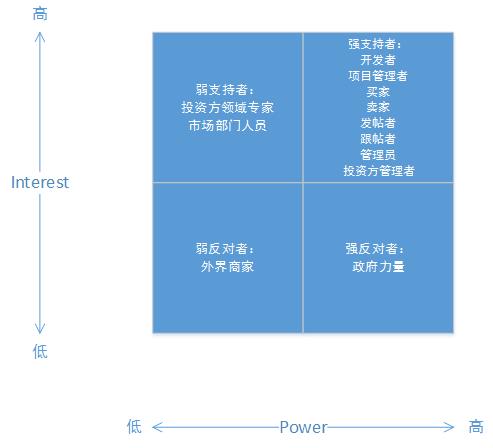 高
强支持者：
开发者
项目管理者
买家
卖家
发帖者
跟帖者
管理员
投资方管理者
弱支持者：
投资方领域专家
市场部门人员
Interest
弱反对者：
外界商家
强反对者：
政府力量
低
低
Power
高